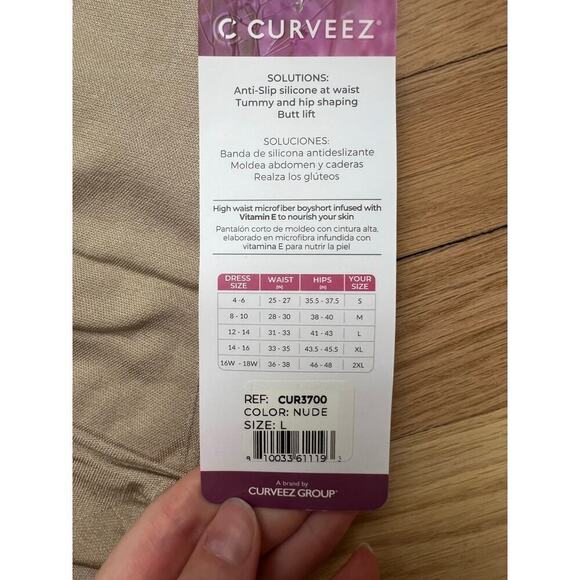 CURVEEZ®
SOLUTIONS:
Anti-Slip silicone at waist
Tummy and hip shaping
Butt lift
SOLUCIONES:
Banda de silicona antideslizante
Moldea abdomen y caderas
Realza los glúteos
High waist microfiber boyshort infused with
Vitamin E to nourish your skin
Pantalón corto de moldeo con cintura alta,
elaborado en microfibra infundida con
vitamina E para nutrir la piel
DRESS SIZE WAIST (IN) HIPS (IN) YOUR SIZE
4 -6 25 - 27 35.5 - 37.5 S
8 - 10 28 - 30 38 - 40 M
12 - 14 31 - 33 41 - 43 L
14 - 16 33 - 35 43.5 - 45.5 XL
16W - 18W 36 - 38 46 - 48 2XL
REF: CUR3700
COLOR: NUDE
SIZE: L
10033 61119
A brand by
CURVEEZ GROUP